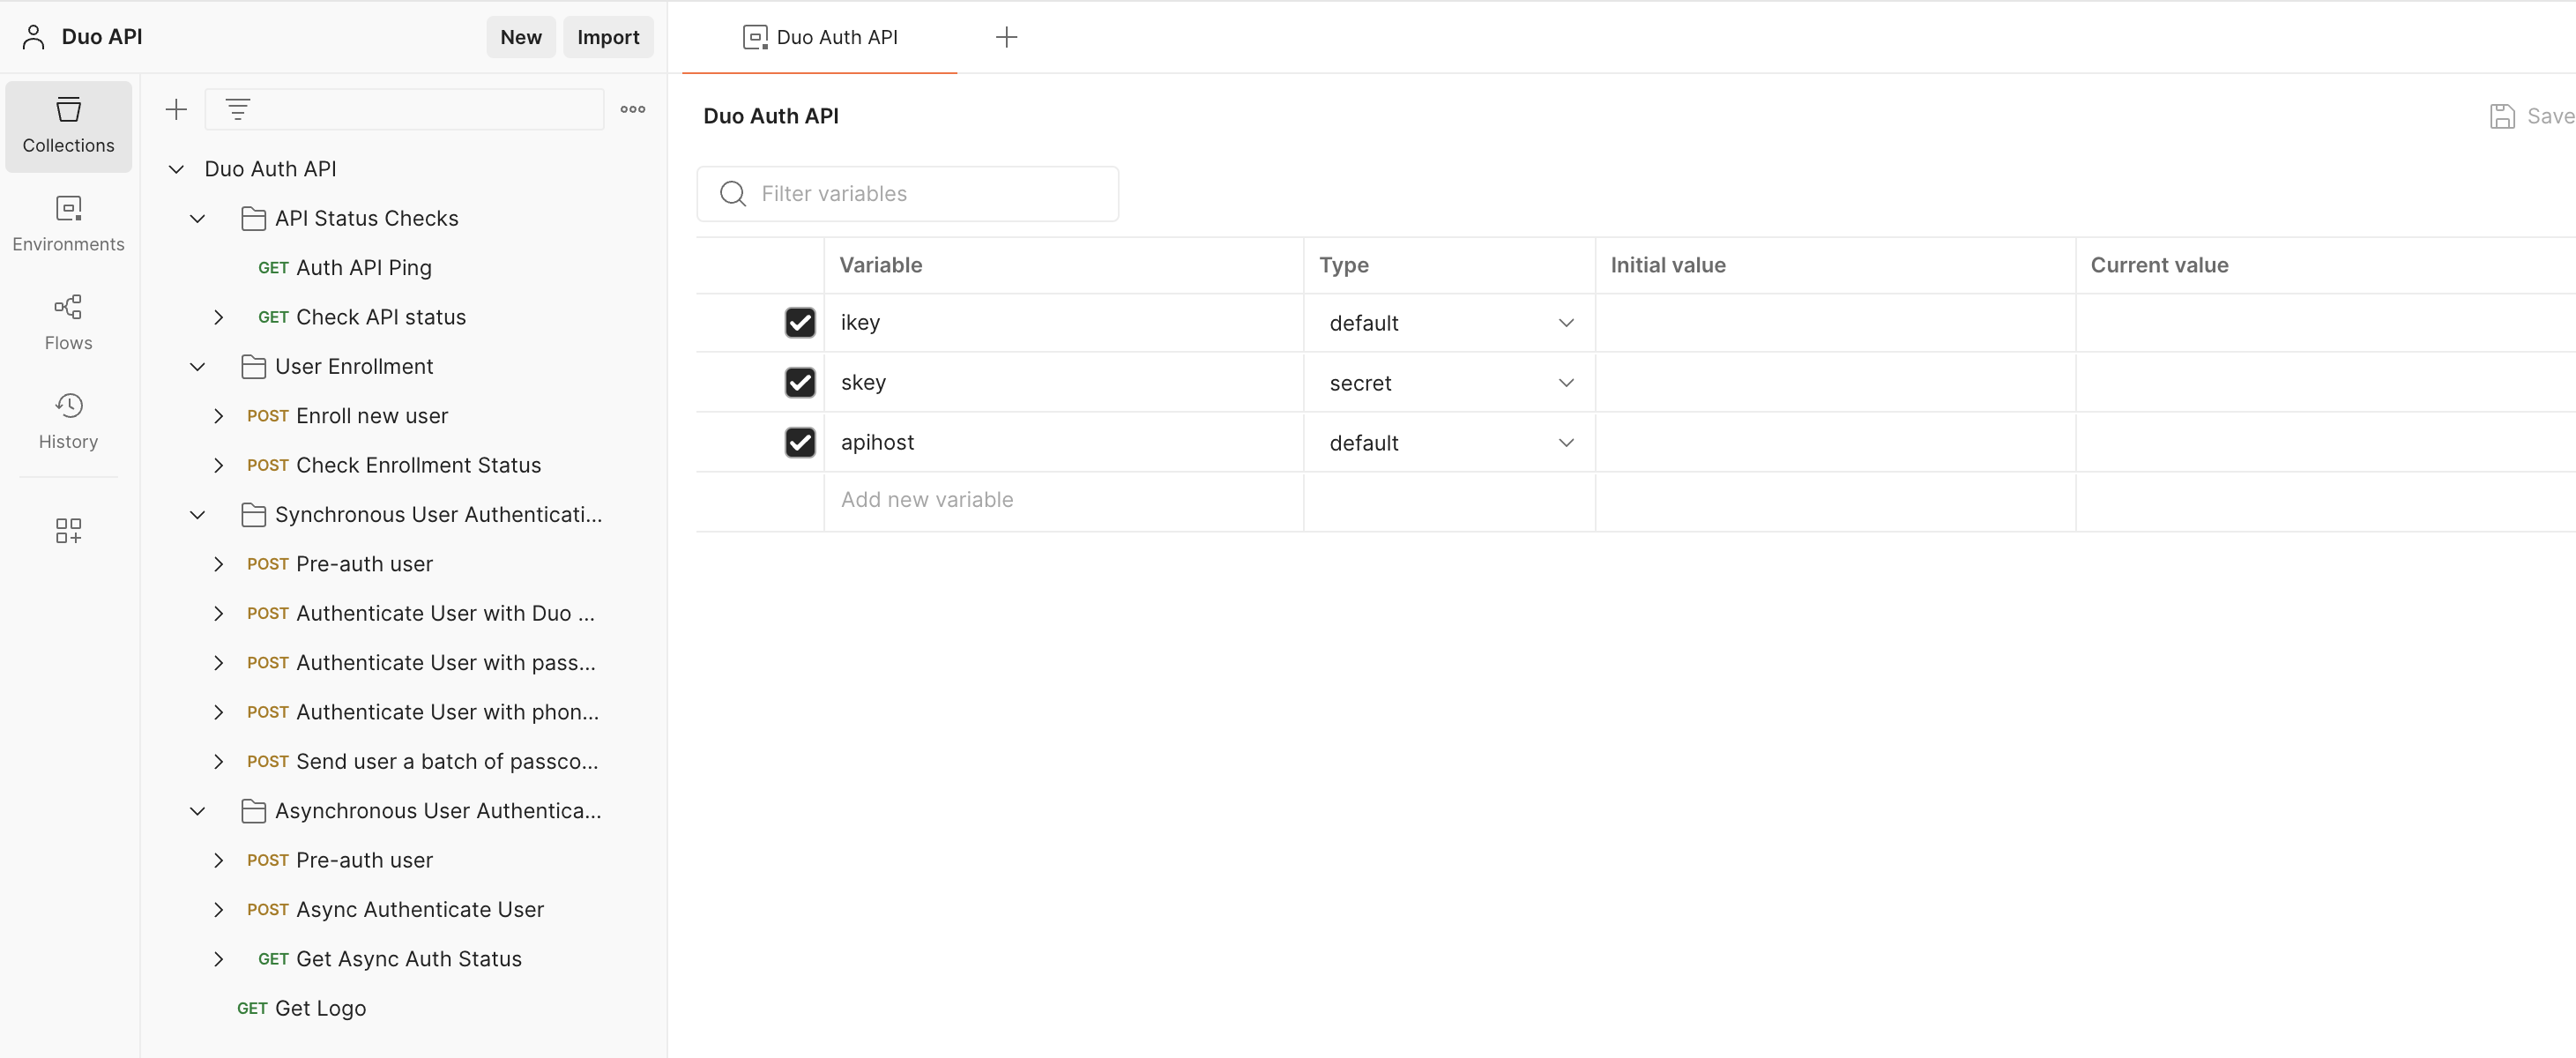 Duo API
New
Import
Duo Auth API
Collections
Environments
Flows
History
Duo Auth API
API Status Checks
GET Auth API Ping
GET Check API status
User Enrollment
POST Enroll new user
POST Check Enrollment Status
Synchronous User Authenticati...
POST Pre-auth user
POST Authenticate User with Duo ...
POST Authenticate User with pass...
POST Authenticate User with phon...
POST Send user a batch of passco...
Asynchronous User Authentica...
POST Pre-auth user
POST Async Authenticate User
GET Get Async Auth Status
GET Get Logo
Duo Auth API
Save
Filter variables
Variable Type Initial value Current value
ikey default
skey secret
apihost default
Add new variable